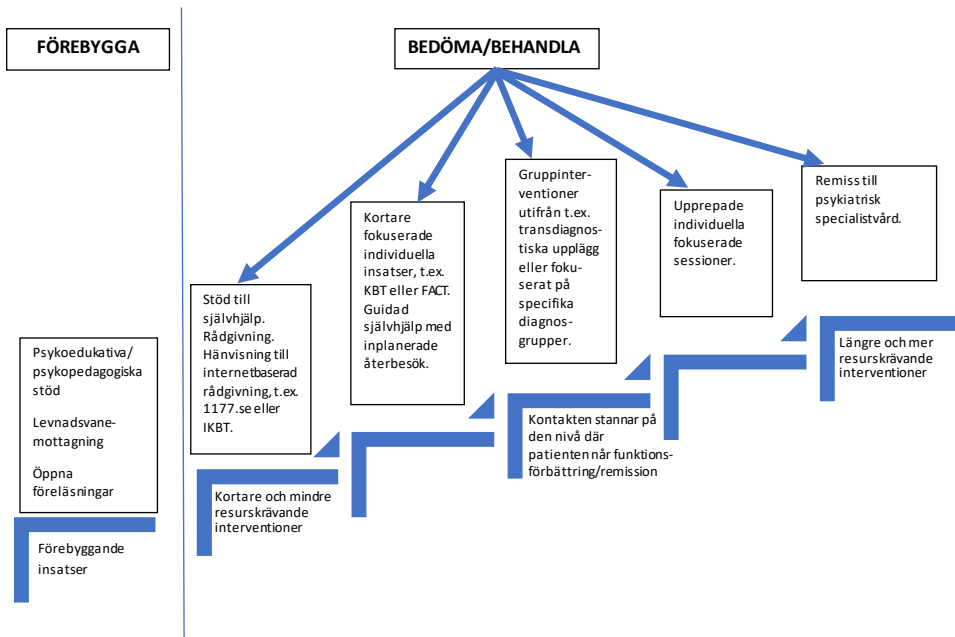 FÖREBYGGA
Psykoedukativa/
psykopedagogiska
stöd
Levnadsvane-
mottagning
Öppna
föreläsningar
Förebyggande
insatser
BEDÖMA/BEHANDLA
Stöd till
självhjälp.
Rådgivning.
Hänvisning till
internetbaserad
rådgivning, t.ex.
1177.se eller
IKBT.
Kortare och mindre
resurskrävande
interventioner
Kortare
fokuserade
individuella
insatser, t.ex.
KBT eller FACT.
Guidad
självhjälp med
inplanerade
återbesök.
Gruppinter-
ventioner
utifrån t.ex.
transdiagnos-
tiska upplägg
eller foku-
serat på
specifika
diagnos-
grupper.
Kontakten stannar på
den nivå där
patienten når funktions-
förbättring/remission
Upprepade
individuella
fokuserade
sessioner.
Remiss till
psykiatrisk
specialistvård.
Längre och mer
resurskrävande
interventioner